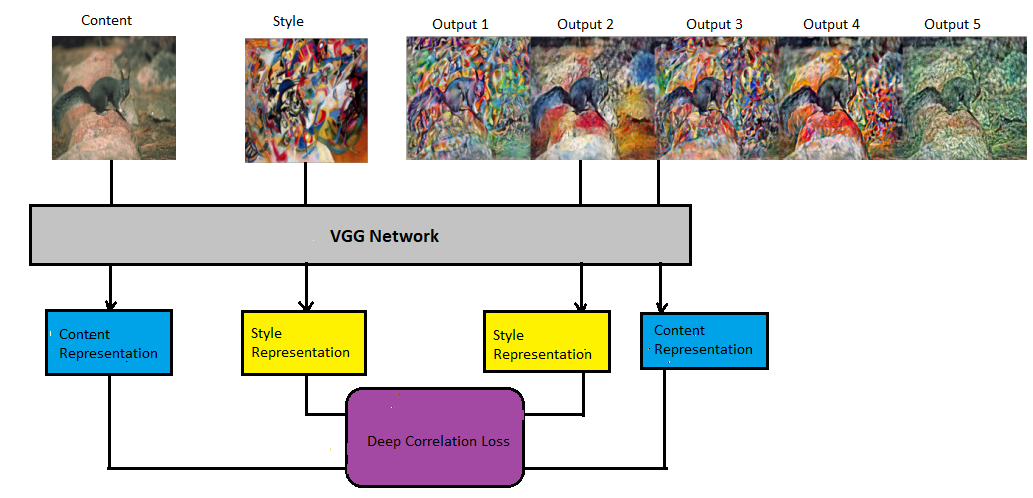 Content
Style
Output 1
Output 2
Output 3
Output 4
Output 5
VGG Network
Content
Representation
Style
Representation
Style
Representation
Content
Representation
Deep Correlation Loss